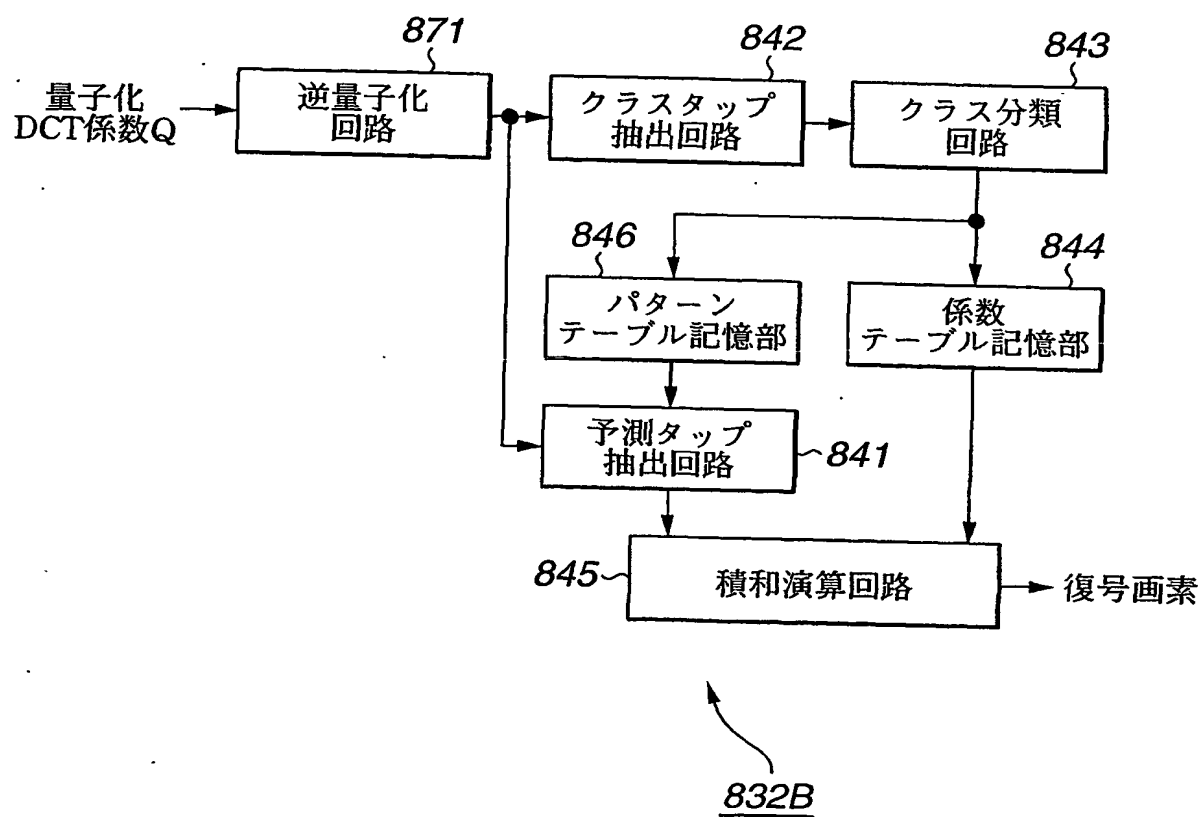 871
842
843
量子化
DCT係数Q
逆量子化
回路
クラスタップ
抽出回路
クラス分類
回路
846
844
パターン
テーブル記憶部
係数
テーブル記憶部
予測タップ
抽出回路
841
845
積和演算回路
復号画素
832B